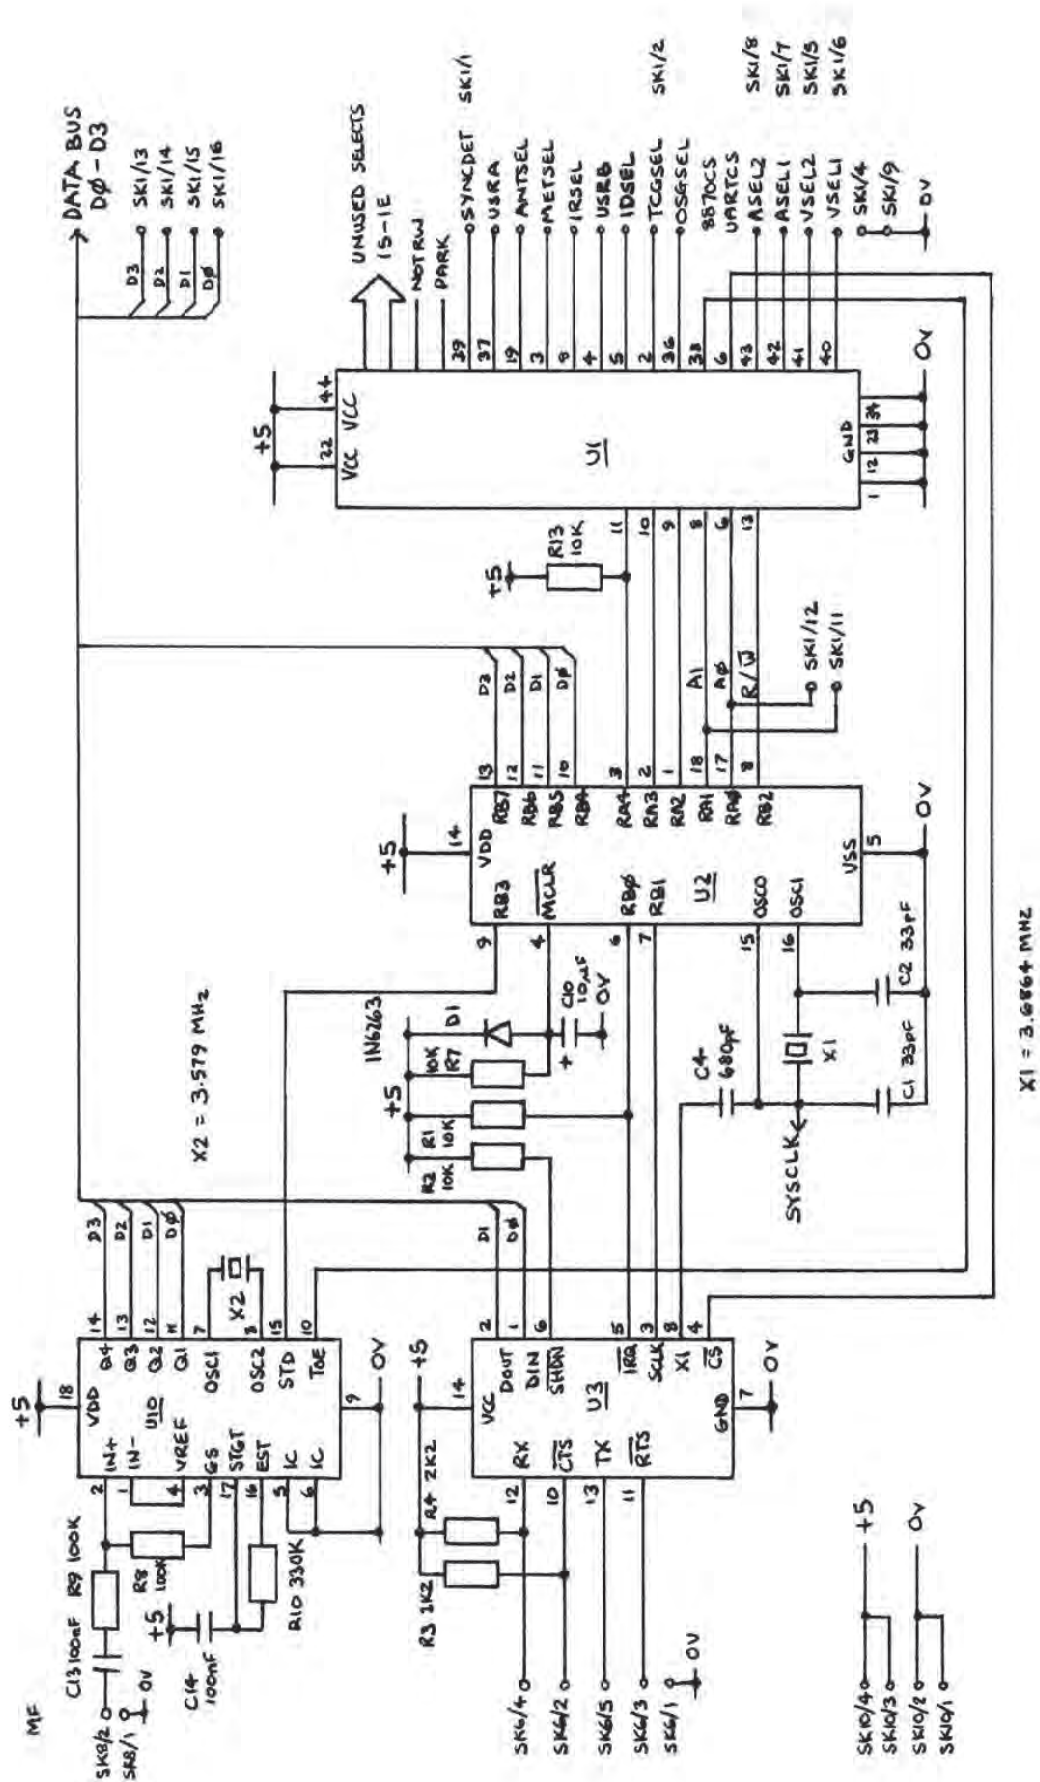 MF
SK8/2
SK8/1
0V
C13 100nF
R9 100K
R8
100K
+5
C14
100nF
R10 330K
+5
18
VDD
2 IN+
1 IN-
4 VREF
3 GS
17 STGT
16 EST
5 IC
6 IC
U10
Q4 14
Q3 13
Q2 12
Q1 11
OSC1 7
OSC2 8
STD 15
TOE 10
9
0V
D3
D2
D1
DØ
X2
X2 = 3.579 MHz
SK6/4
SK6/2
SK6/5
SK6/3
SK6/1
0V
R3 2K2
R4 2K2
+5
14
VCC
12 RX
10 CTS
13 TX
11 RTS
U3
DOUT 2
DIN 1
SHDN 6
IRQ 5
SCLK 3
X1 8
CS 4
GND
7
0V
D1
DØ
R2
10K
R1
10K
+5
10K
R7
1N6263
D1
+
C10
10µF
0V
C4
680pF
SYSCLK
X1
C1 33pF
C2 33pF
+5
14
VDD
9 RB3
4 MCLR
6 RBØ
7 RB1
15 OSCO
16 OSC1
U2
RB7 13
RB6 12
RB5 11
RB4 10
RA4 3
RA3 2
RA2 1
RA1 18
RAØ 17
RB2 8
VSS
5
0V
D3
D2
D1
DØ
A1
AØ
R/W
SK1/12
SK1/11
+5
R13
10K
11
10
9
8
6
13
+5
22
44
VCC
VCC
U1
GND
1
12
23
34
0V
UNUSED SELECTS
15-1E
NOTRW
PARK
39 SYNCDET SK1/1
37 USRA
19 ANTSEL
3 METSEL
8 IRSEL
4 USRB
5 IDSEL
2 TCGSEL SK1/2
36 OSGSEL
38 8870CS
6 UARTCS
43 ASEL2 SK1/8
42 ASEL1 SK1/7
41 VSEL2 SK1/5
40 VSEL1 SK1/6
SK1/4
SK1/9
0V
DATA BUS
DØ-D3
D3 SK1/13
D2 SK1/14
D1 SK1/15
DØ SK1/16
SK10/4
SK10/3
+5
SK10/2
SK10/1
0V
X1 = 3.6864 MHz